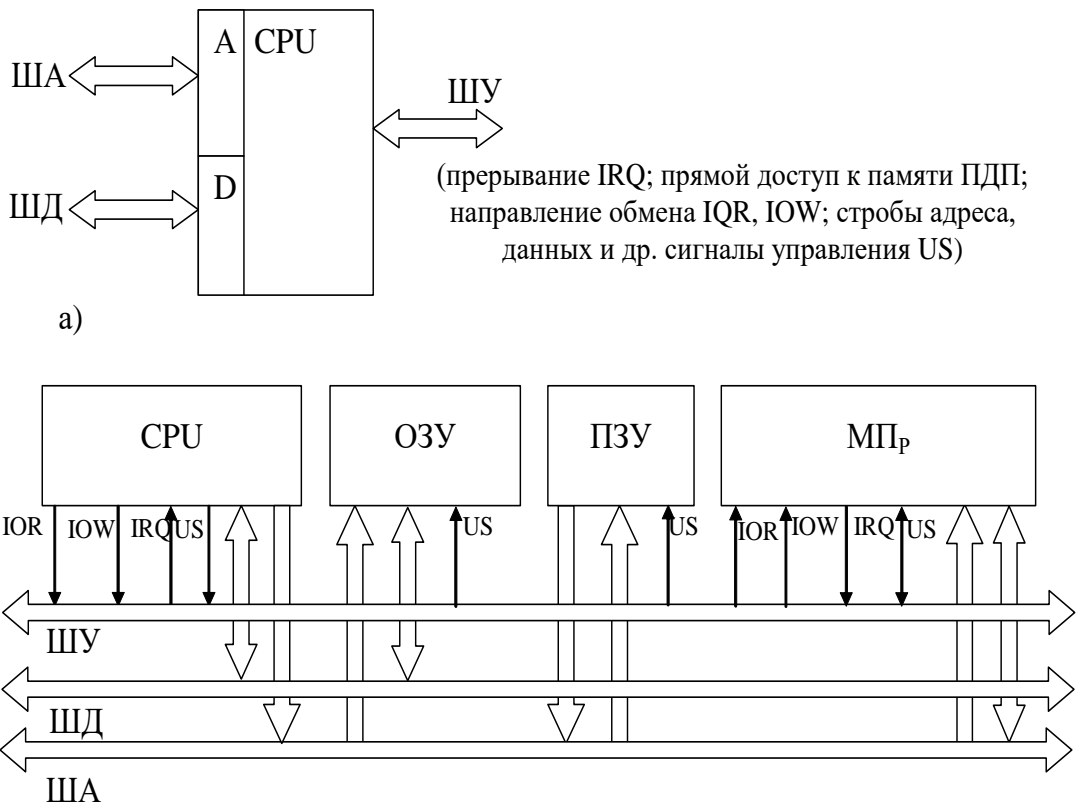 A CPU
ША
ШУ
D
ШД
(прерывание IRQ; прямой доступ к памяти ПДП;
направление обмена IQR, IOW; стробы адреса,
данных и др. сигналы управления US)
а)
CPU ОЗУ ПЗУ МПР
IOR IOW IRQ US US US IOR IOW IRQ US
ШУ
ШД
ША